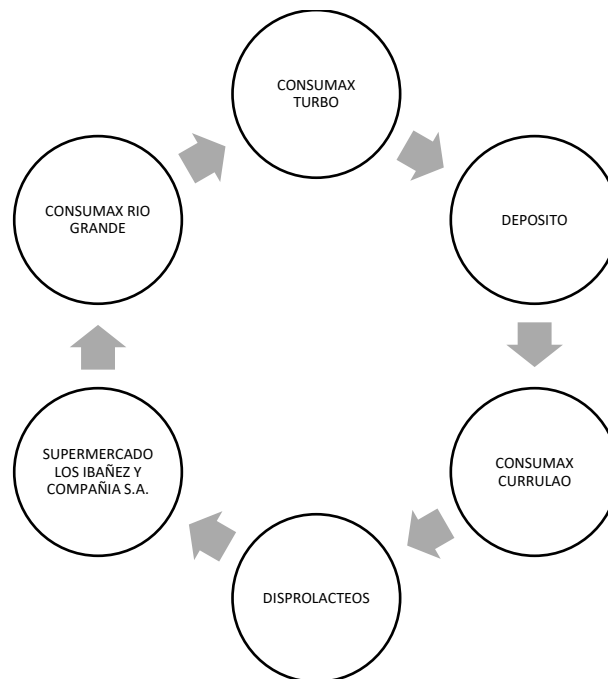 CONSUMAX
TURBO
DEPOSITO
CONSUMAX
CURRULAO
DISPROLACTEOS
SUPERMERCADO
LOS IBAÑEZ Y
COMPAÑIA S.A.
CONSUMAX RIO
GRANDE